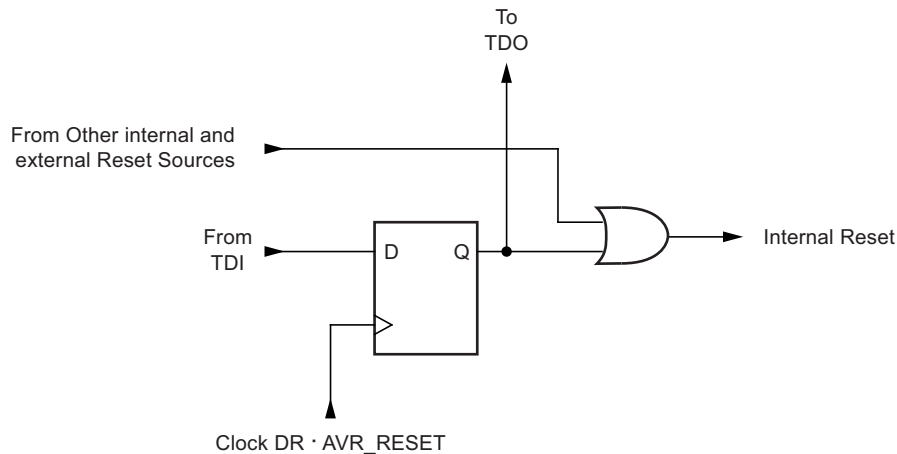 To
TDO
From Other internal and
external Reset Sources
From
TDI
D
Q
Internal Reset
Clock DR · AVR_RESET